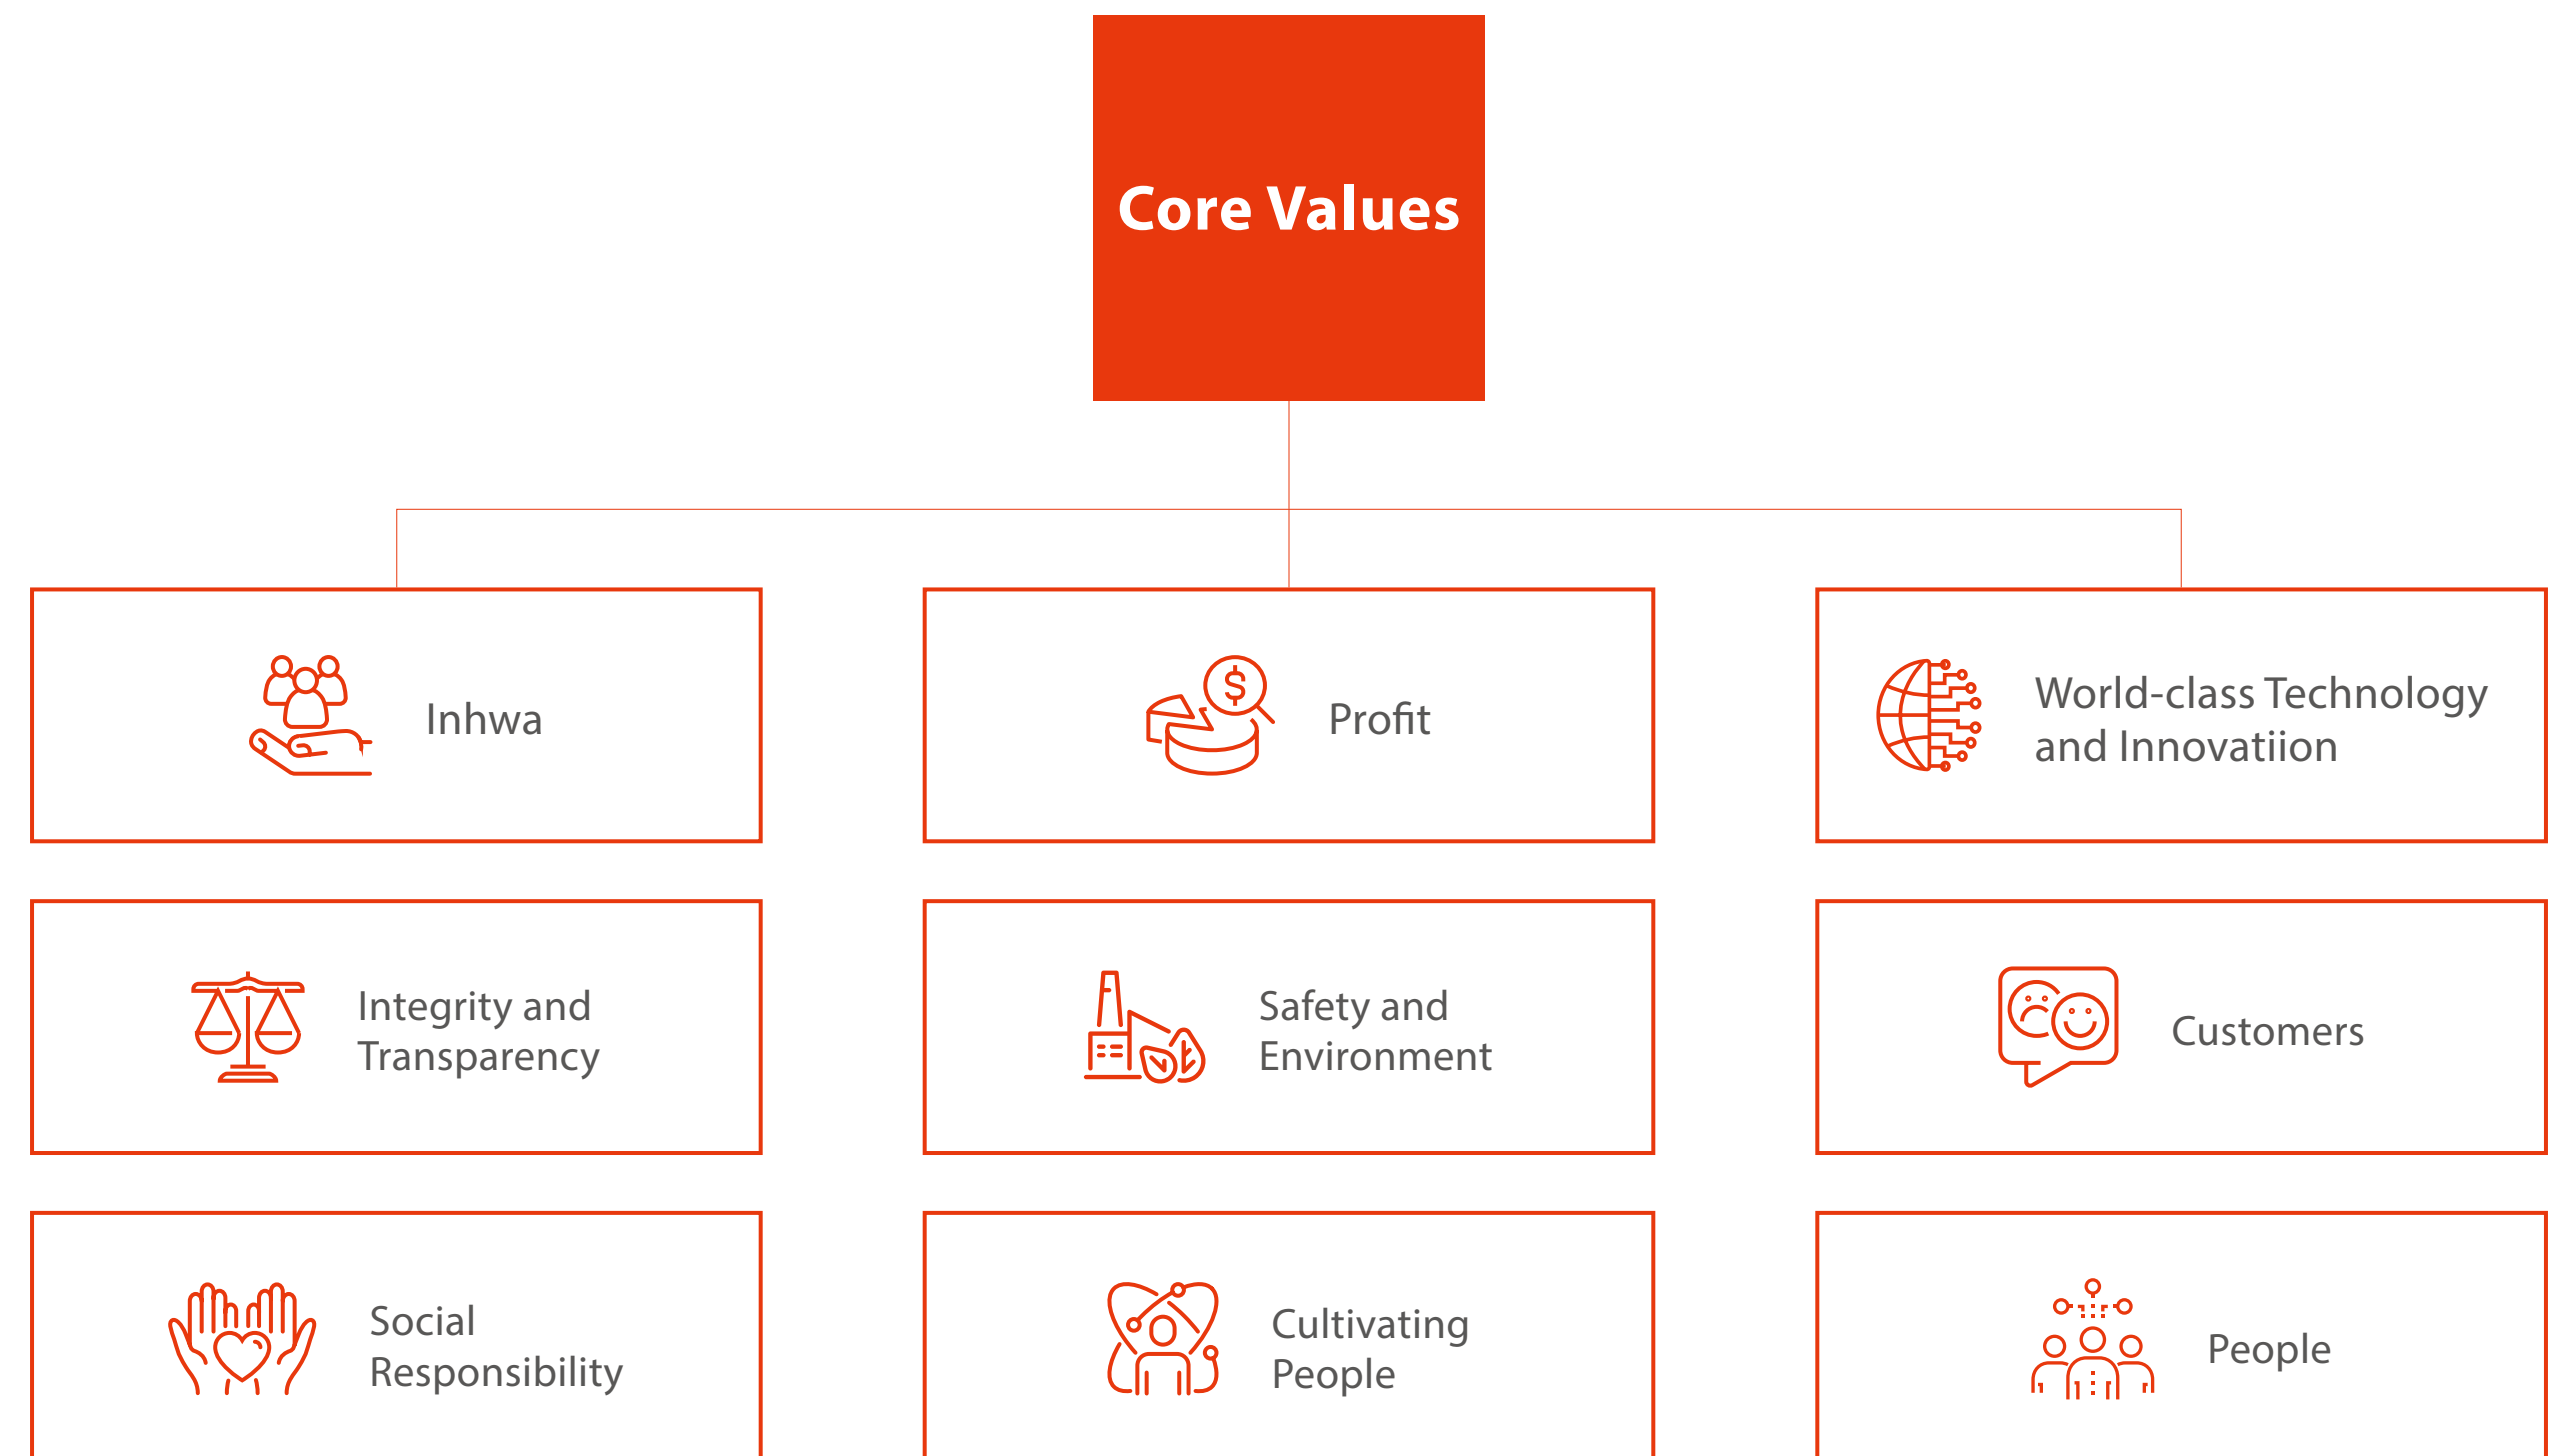 Core Values
Inhwa
Profit
World-class Technology
and Innovatiion
Integrity and
Transparency
Safety and
Environment
Customers
Social
Responsibility
Cultivating
People
People